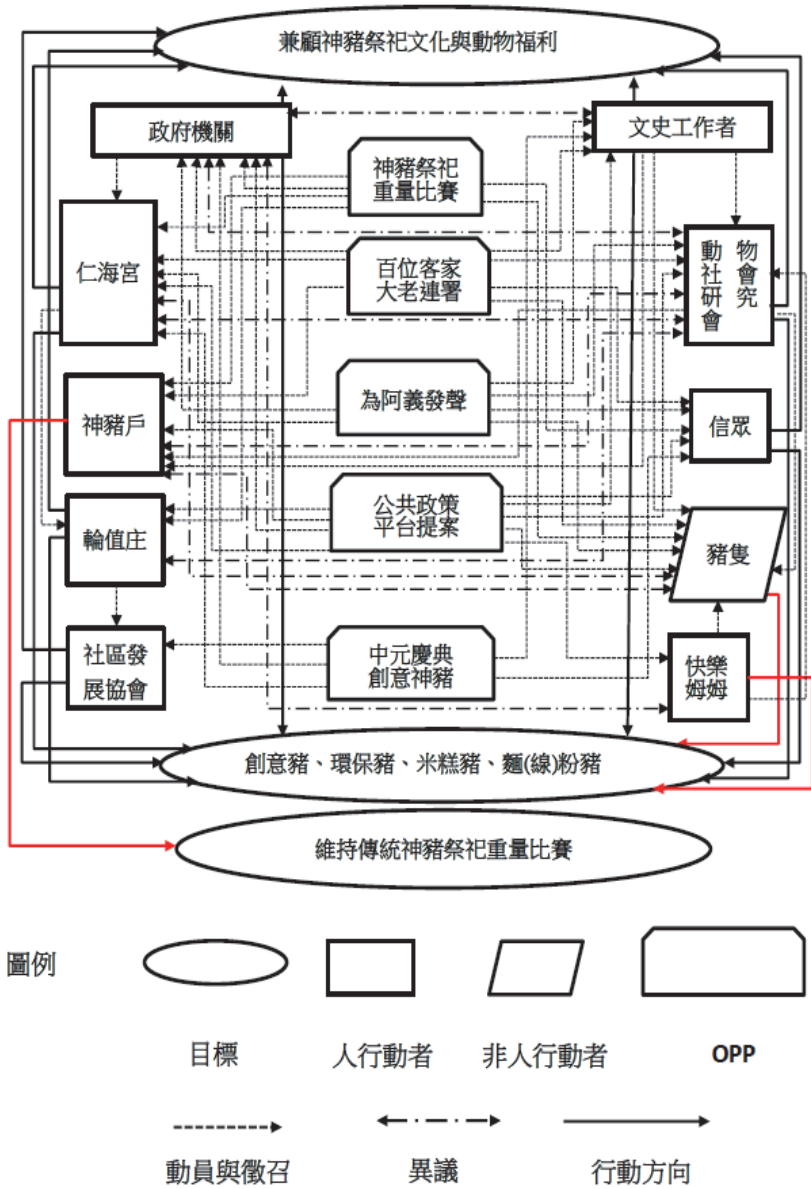 兼顧神豬祭祀文化與動物福利
政府機關
文史工作者
神豬祭祀
重量比賽
仁海宮
動物
社會
研究
會
百位客家
大老連署
神豬戶
為阿義發聲
信眾
輪值庄
公共政策
平台提案
豬隻
社區發
展協會
中元慶典
創意神豬
快樂
姆姆
創意豬、環保豬、米糕豬、麵(線)粉豬
維持傳統神豬祭祀重量比賽
圖例
目標
人行動者
非人行動者
OPP
動員與徵召
異議
行動方向